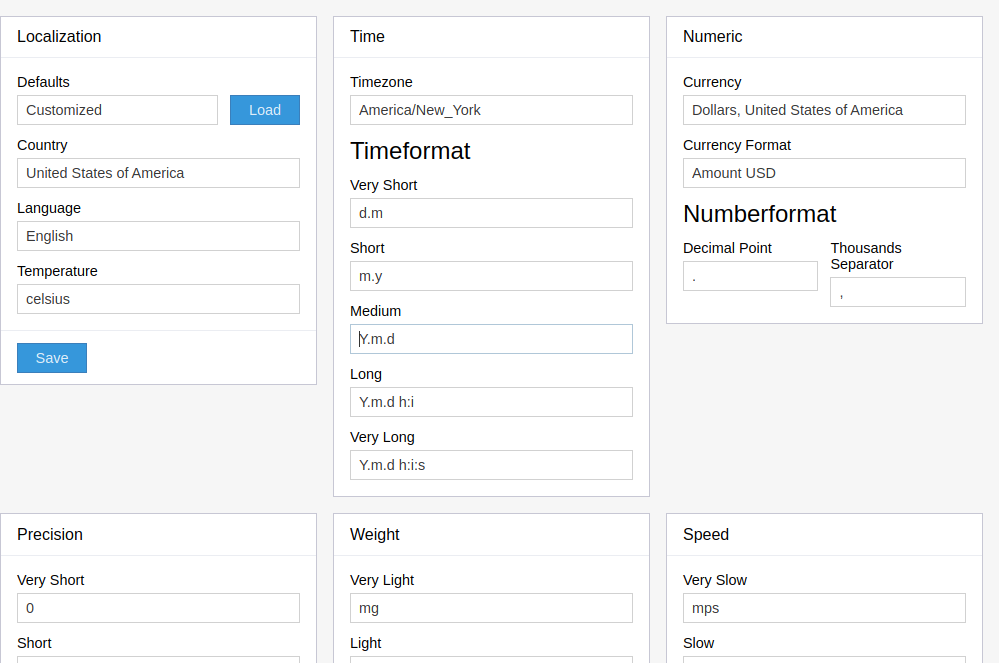 Localization
Defaults
Customized
Load
Country
United States of America
Language
English
Temperature
celsius
Save
Time
Timezone
America/New_York
Timeformat
Very Short
d.m
Short
m.y
Medium
Y.m.d
Long
Y.m.d h:i
Very Long
Y.m.d h:i:s
Numeric
Currency
Dollars, United States of America
Currency Format
Amount USD
Numberformat
Decimal Point
.
Thousands
Separator
,
Precision
Very Short
0
Short
Weight
Very Light
mg
Light
Speed
Very Slow
mps
Slow